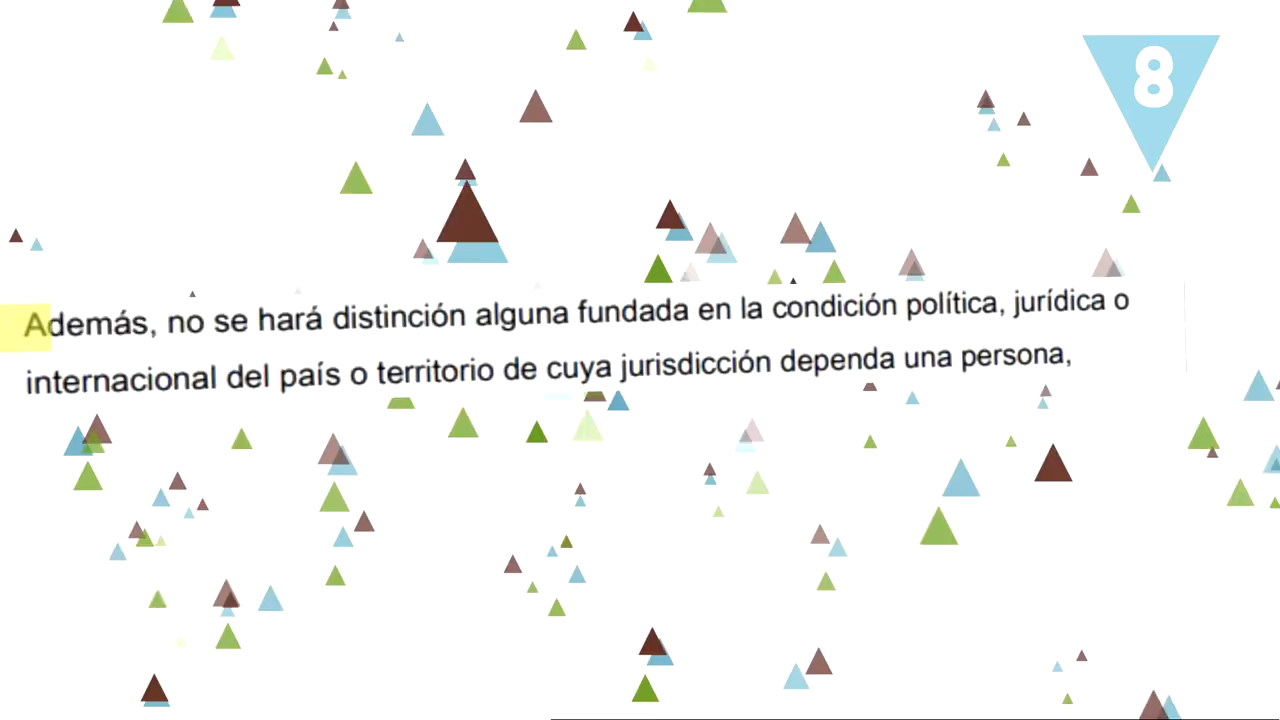 8
Además, no se hará distinción alguna fundada en la condición política, jurídica o
internacional del país o territorio de cuya jurisdicción dependa una persona,